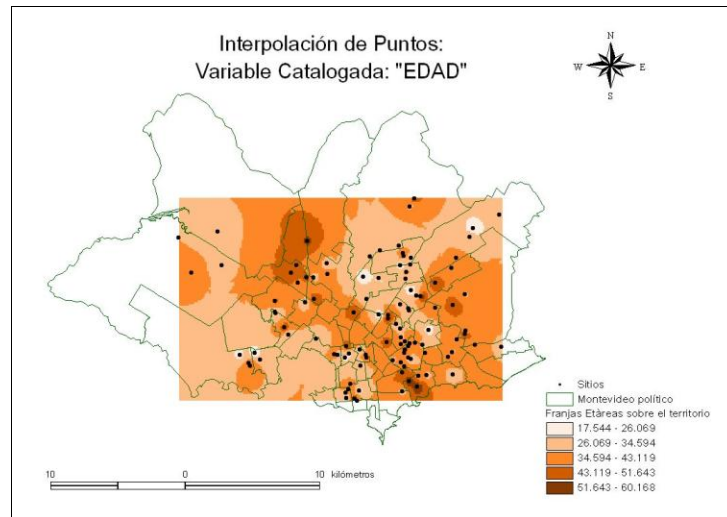 Interpolación de Puntos:
Variable Catalogada: "EDAD"
N
W E
S
Sitios
Montevideo político
Franjas Etàreas sobre el territorio
17.544 - 26.069
26.069 - 34.594
34.594 - 43.119
43.119 - 51.643
51.643 - 60.168
10 0 10 kilómetros